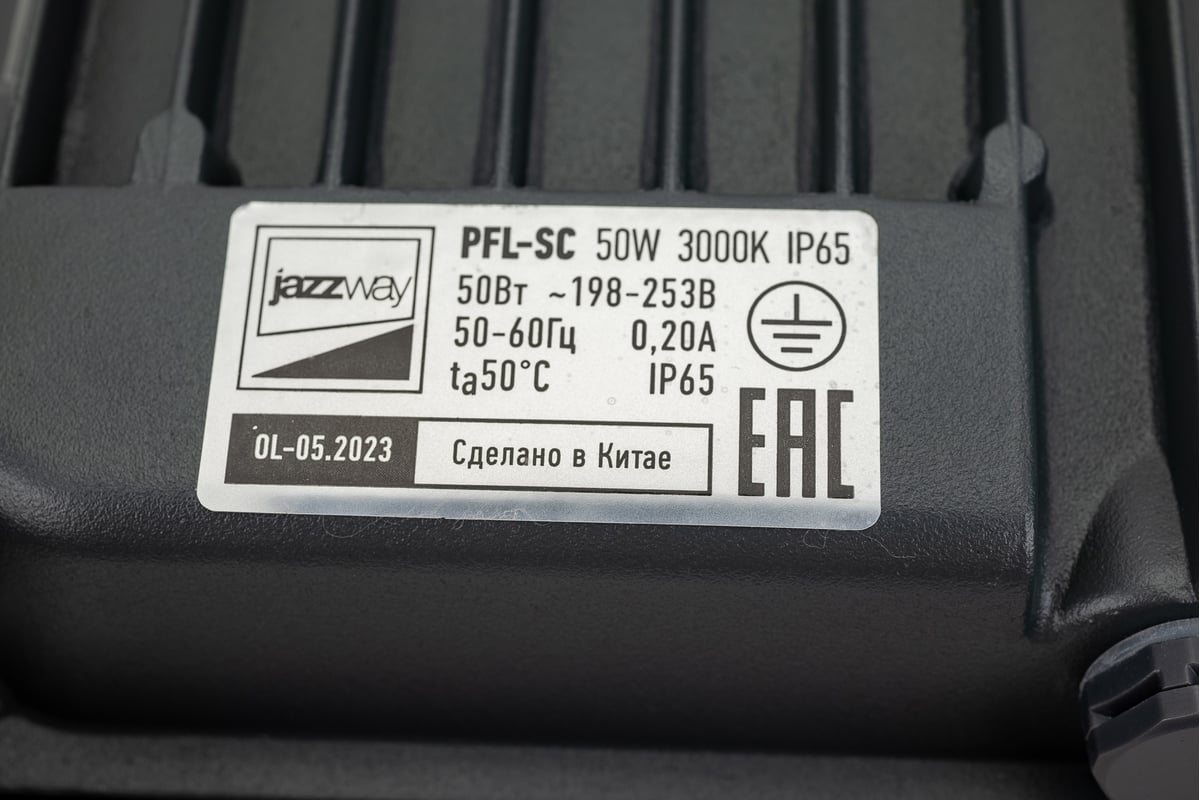 jazzway
PFL-SC 50W 3000K IP65
50Вт ~198-253В
50-60Гц 0,20А
ta50°C IP65
OL-05.2023 Сделано в Китае
EAC